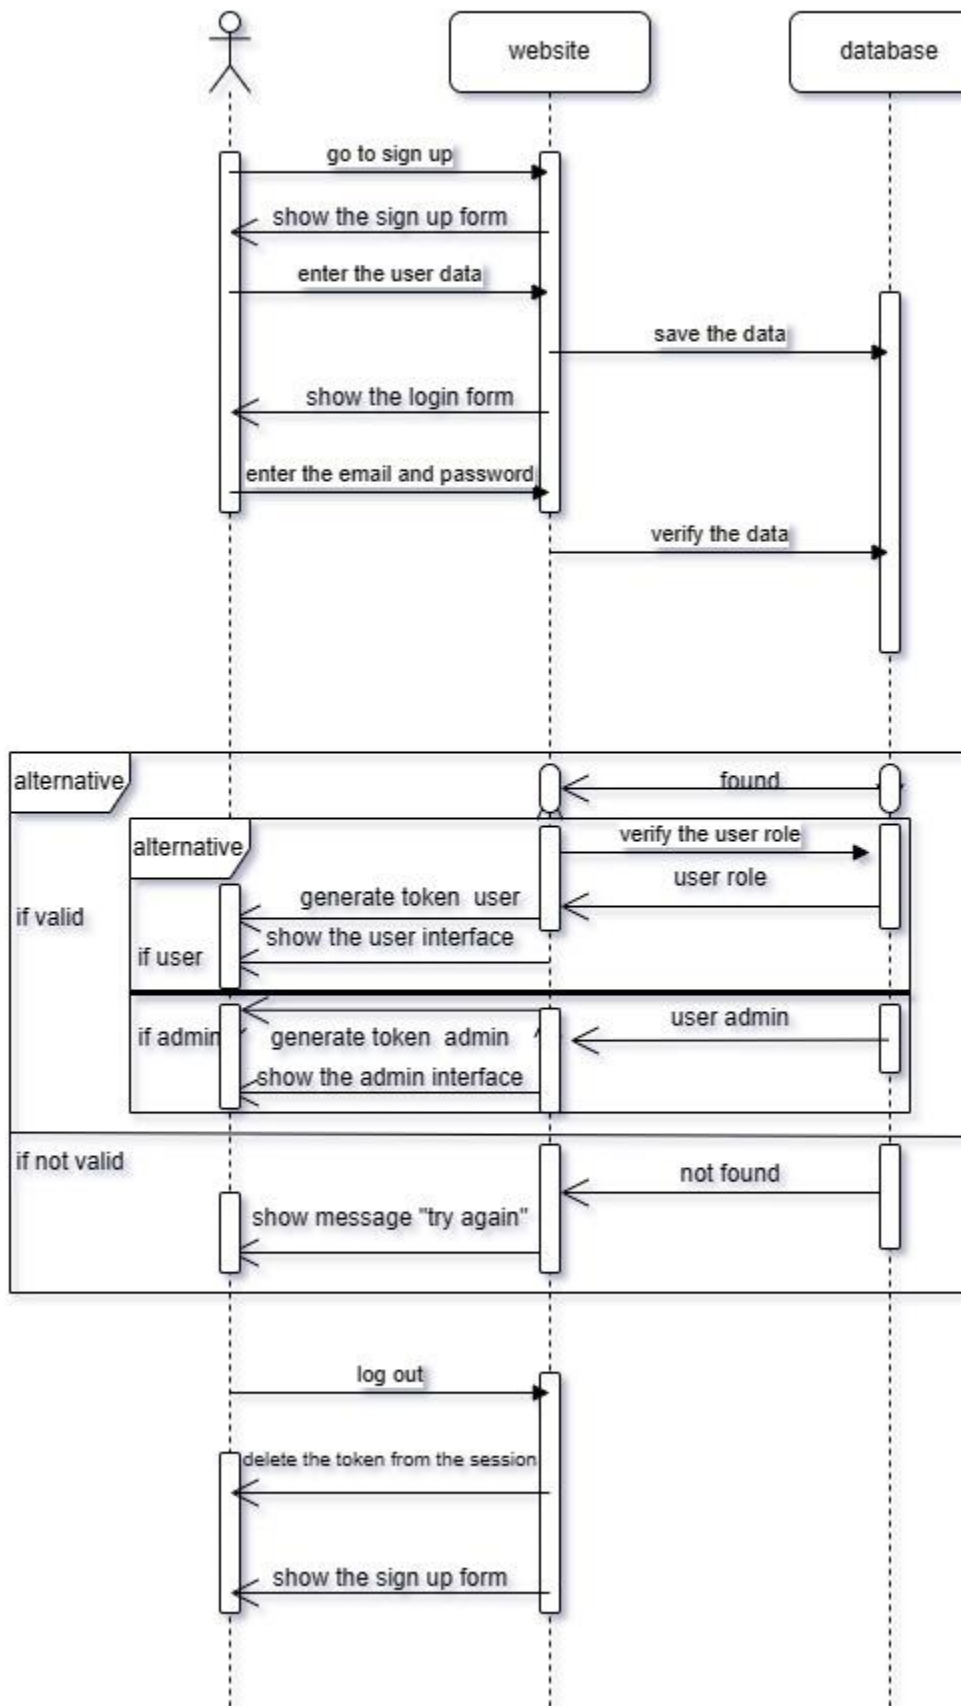 website
database
go to sign up
show the sign up form
enter the user data
save the data
show the login form
enter the email and password
verify the data
alternative
found
alternative
verify the user role
user role
generate token user
if valid
show the user interface
if user
user admin
if admin
generate token admin
show the admin interface
if not valid
not found
show message "try again"
log out
delete the token from the session
show the sign up form